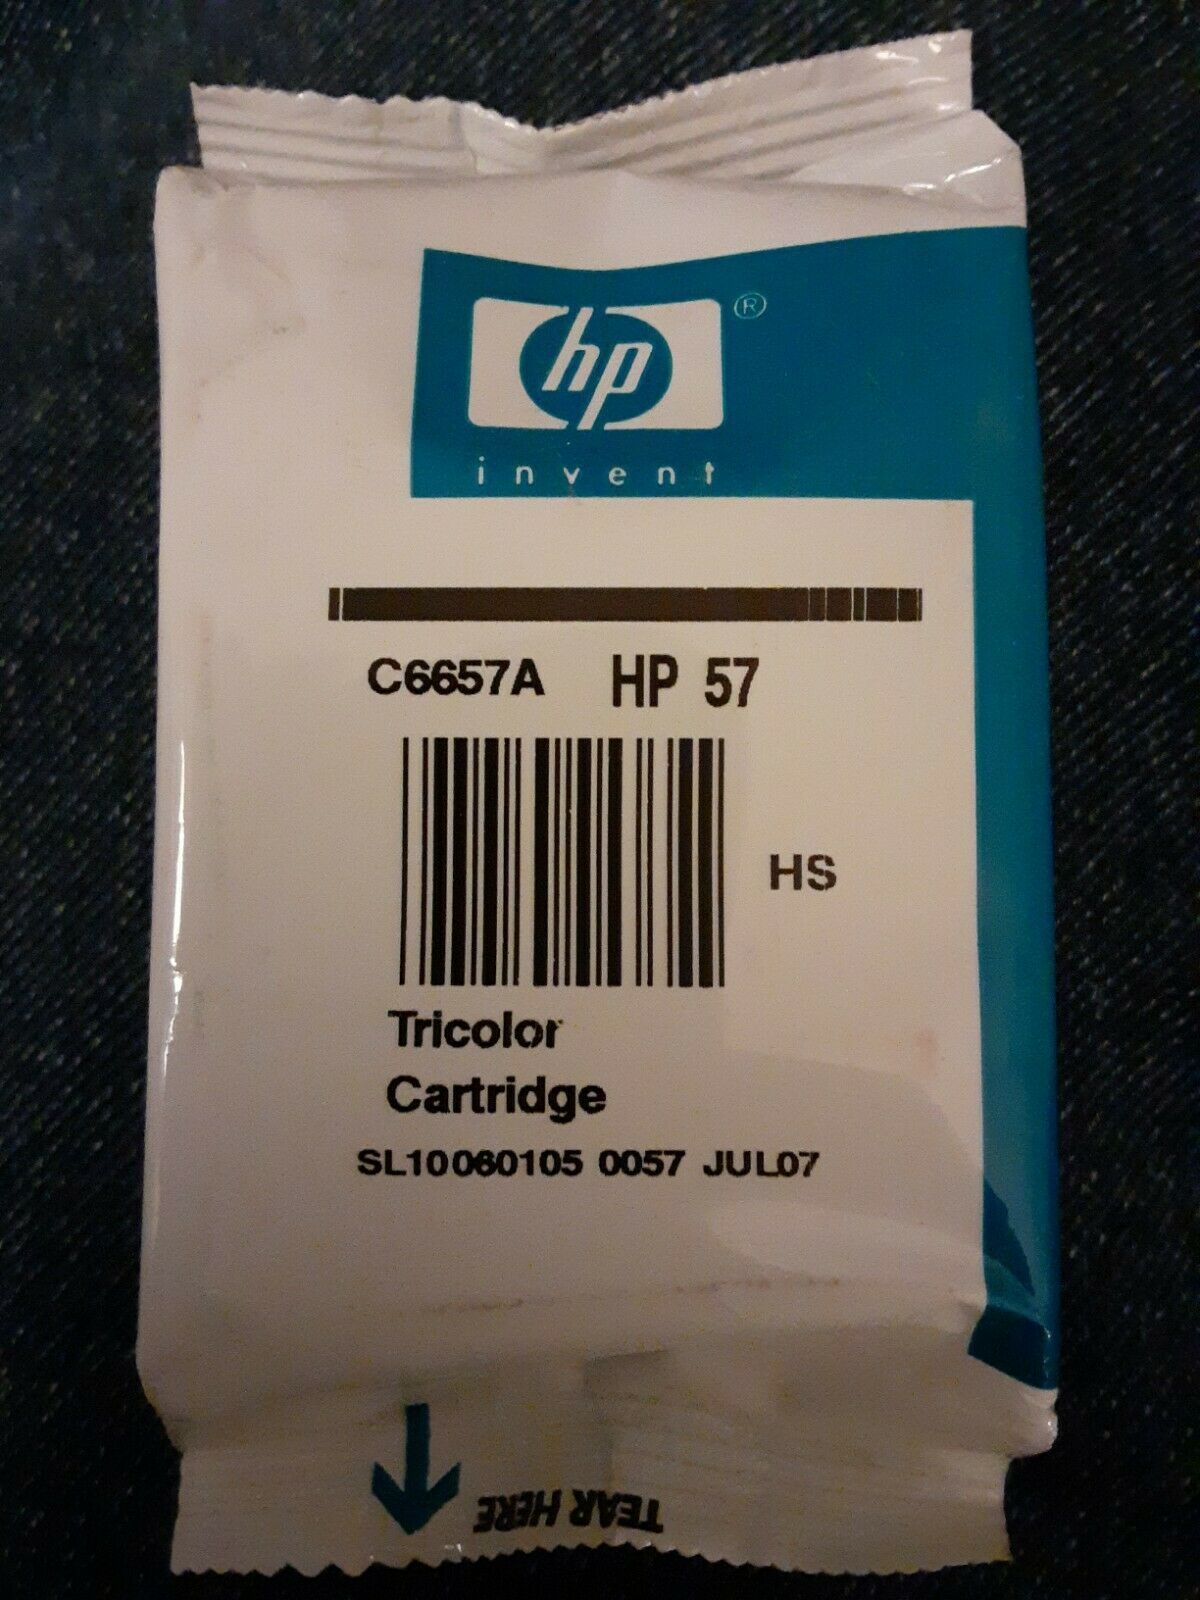 hp ®
invent
C6657A HP 57
HS
Tricolor
Cartridge
SL10060105 0057 JUL07
TEAR HERE